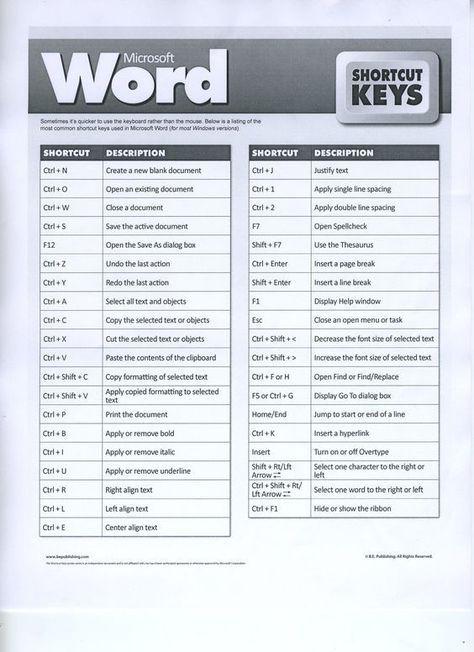 Microsoft
Word
SHORTCUT
KEYS
Sometimes it's quicker to use the keyboard rather than the mouse. Below is a listing of the
most common shortcut keys used in Microsoft Word (for most Windows versions)
SHORTCUT DESCRIPTION
Ctrl + N Create a new blank document
Ctrl + O Open an existing document
Ctrl + W Close a document
Ctrl + S Save the active document
F12 Open the Save As dialog box
Ctrl + Z Undo the last action
Ctrl + Y Redo the last action
Ctrl + A Select all text and objects
Ctrl + C Copy the selected text or objects
Ctrl + X Cut the selected text or objects
Ctrl + V Paste the contents of the clipboard
Ctrl + Shift + C Copy formatting of selected text
Ctrl + Shift + V Apply copied formatting to selected
text
Ctrl + P Print the document
Ctrl + B Apply or remove bold
Ctrl + I Apply or remove italic
Ctrl + U Apply or remove underline
Ctrl + R Right align text
Ctrl + L Left align text
Ctrl + E Center align text
SHORTCUT DESCRIPTION
Ctrl + J Justify text
Ctrl + 1 Apply single line spacing
Ctrl + 2 Apply double line spacing
F7 Open Spellcheck
Shift + F7 Use the Thesaurus
Ctrl + Enter Insert a page break
Shift + Enter Insert a line break
F1 Display Help window
Esc Close an open menu or task
Ctrl + Shift + < Decrease the font size of selected text
Ctrl + Shift + > Increase the font size of selected text
Ctrl + F or H Open Find or Find/Replace
F5 or Ctrl + G Display Go To dialog box
Home/End Jump to start or end of a line
Ctrl + K Insert a hyperlink
Insert Turn on or off Overtype
Shift + Rt/Lft Select one character to the right or
Arrow ⇄ left
Ctrl + Shift + Rt/ Select one word to the right or left
Lft Arrow ⇄
Ctrl + F1 Hide or show the ribbon
www.bepublishing.com
© B.E. Publishing. All Rights Reserved.